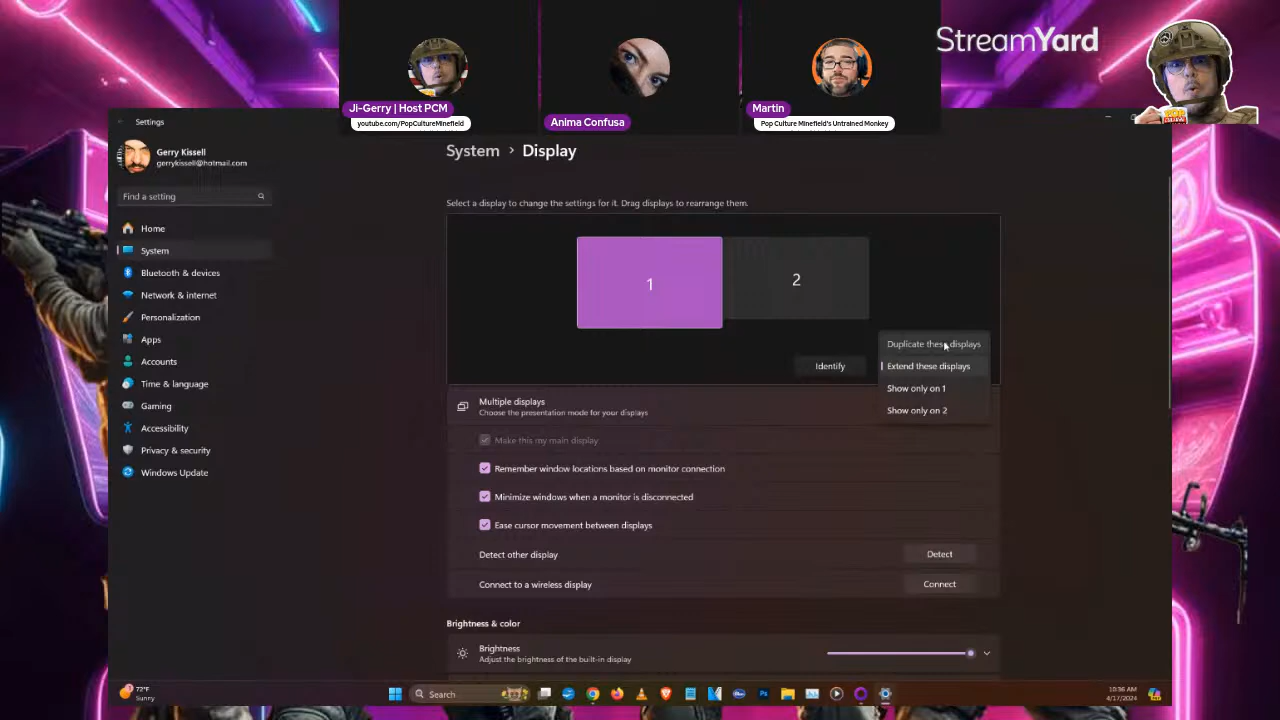 StreamYard
Ji-Gerry | Host PCM
youtube.com/PopCultureMinefield
Anima Confusa
Martin
Pop Culture Minefield's Untrained Monkey
Settings
Gerry Kissell
gerrykissell@hotmail.com
Find a setting
Home
System
Bluetooth & devices
Network & internet
Personalization
Apps
Accounts
Time & language
Gaming
Accessibility
Privacy & security
Windows Update
System > Display
Select a display to change the settings for it. Drag displays to rearrange them.
1
2
Identify
Duplicate these displays
Extend these displays
Show only on 1
Show only on 2
Multiple displays
Choose the presentation mode for your displays
Make this my main display
Remember window locations based on monitor connection
Minimize windows when a monitor is disconnected
Ease cursor movement between displays
Detect other display
Detect
Connect to a wireless display
Connect
Brightness & color
Brightness
Adjust the brightness of the built-in display
72°F
Sunny
Search
10:36 AM
4/17/2024